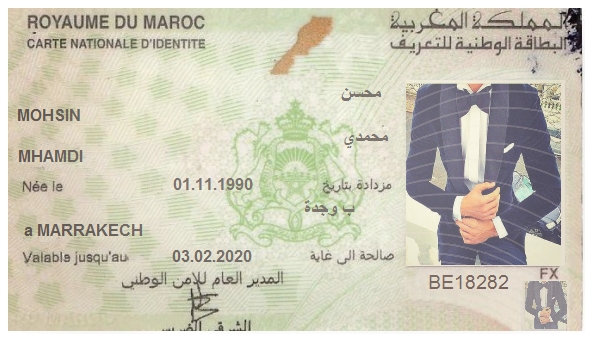 ROYAUME DU MAROC
المملكة المغربية
CARTE NATIONALE D'IDENTITE
البطاقة الوطنية للتعريف
محسن
MOHSIN
محمدي
MHAMDI
Née le 01.11.1990 مزدادة بتاريخ
ب وجدة
a MARRAKECH
Valable jusqu'au 03.02.2020 صالحة الى غاية
المدير العام للامن الوطني
BE18282
FX
الشرقي الضريس